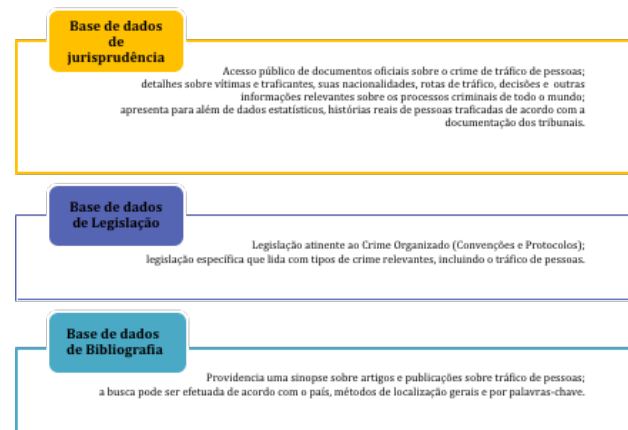 Base de dados
de
jurisprudência
Acesso público de documentos oficiais sobre o crime de tráfico de pessoas;
detalhes sobre vítimas e traficantes, suas nacionalidades, rotas de tráfico, decisões e outras
informações relevantes sobre os processos criminais de todo o mundo;
apresenta para além de dados estatísticos, histórias reais de pessoas traficadas de acordo com a
documentação dos tribunais.
Base de dados
de Legislação
Legislação atinente ao Crime Organizado (Convenções e Protocolos);
legislação específica que lida com tipos de crime relevantes, incluindo o tráfico de pessoas.
Base de dados
de Bibliografia
Providencia uma sinopse sobre artigos e publicações sobre tráfico de pessoas;
a busca pode ser efetuada de acordo com o país, métodos de localização gerais e por palavras-chave.